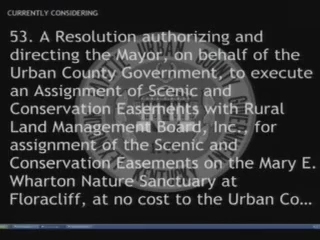 CURRENTLY CONSIDERING
53. A Resolution authorizing and
directing the Mayor, on behalf of the
Urban County Government, to execute
an Assignment of Scenic and
Conservation Easements with Rural
Land Management Board, Inc., for
assignment of the Scenic and
Conservation Easements on the Mary E.
Wharton Nature Sanctuary at
Floracliff, at no cost to the Urban Co...